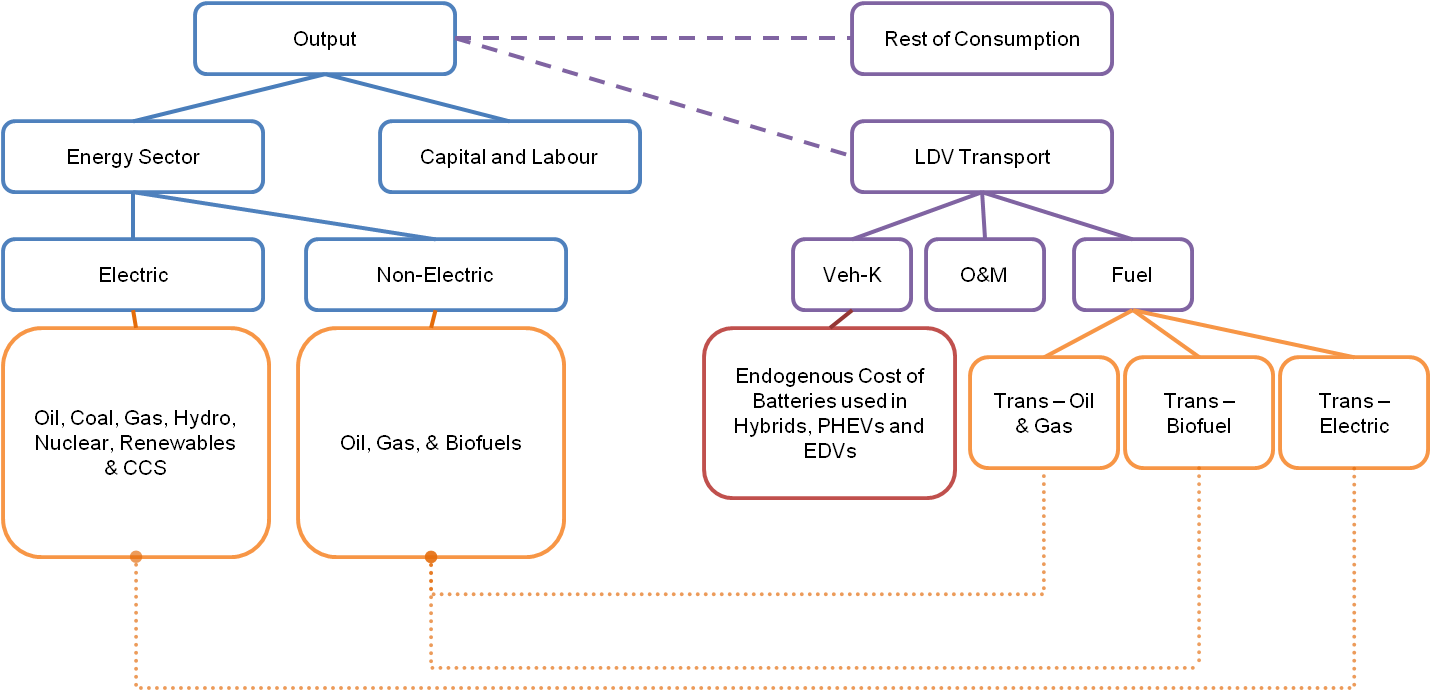 Output
Rest of Consumption
Energy Sector
Capital and Labour
LDV Transport
Electric
Non-Electric
Veh-K
O&M
Fuel
Oil, Coal, Gas, Hydro,
Nuclear, Renewables
& CCS
Oil, Gas, & Biofuels
Endogenous Cost of
Batteries used in
Hybrids, PHEVs and
EDVs
Trans – Oil
& Gas
Trans –
Biofuel
Trans –
Electric